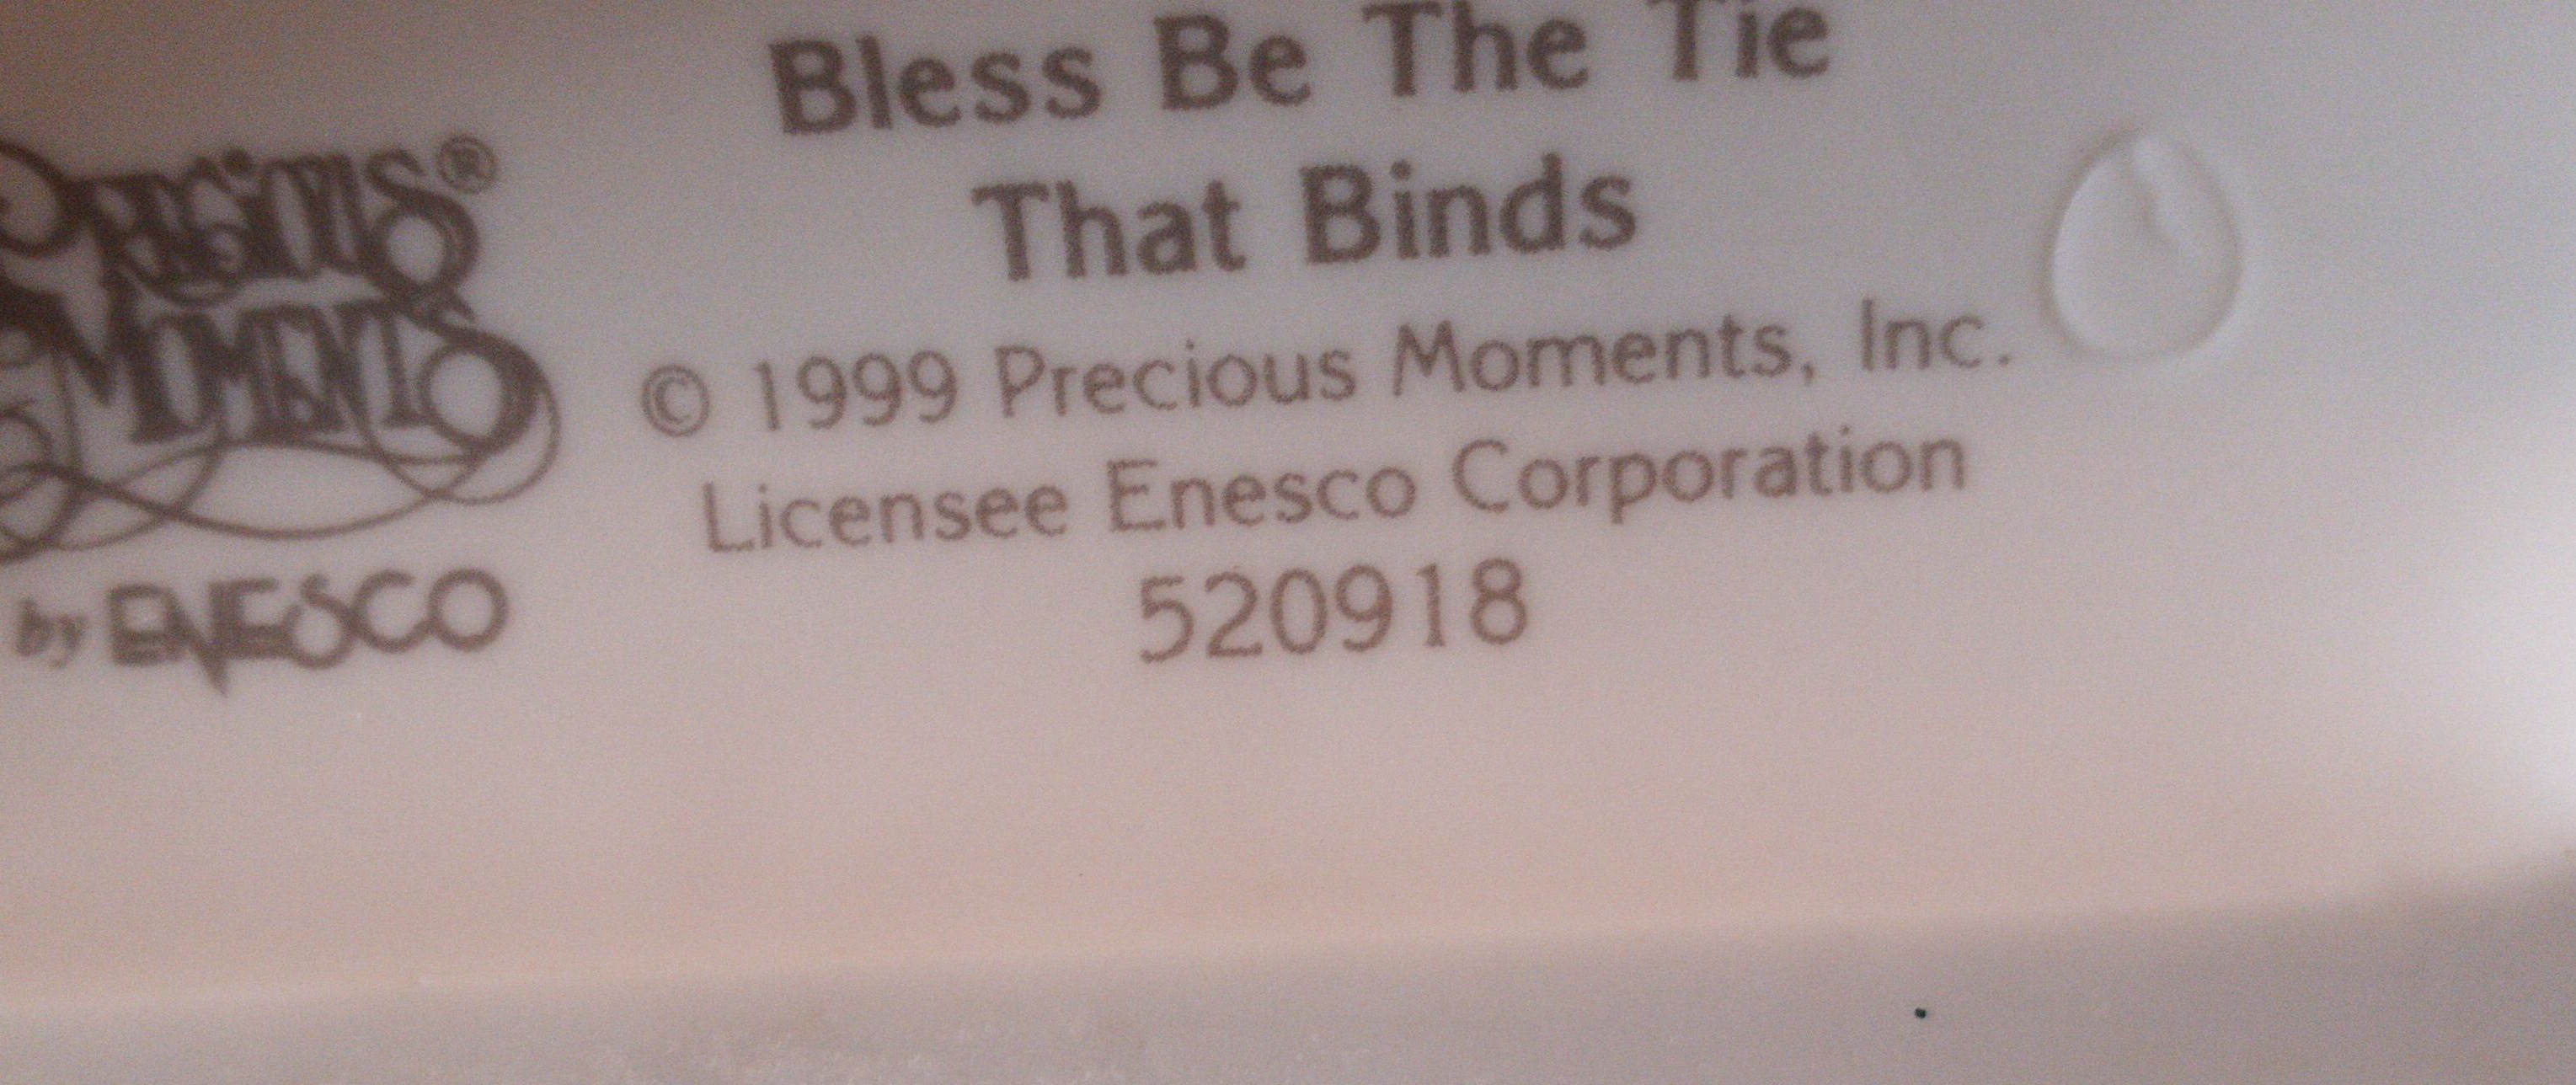 Bless Be The Tie
That Binds
© 1999 Precious Moments, Inc.
Licensee Enesco Corporation
520918
PRECIOUS®
MOMENTS
by ENESCO